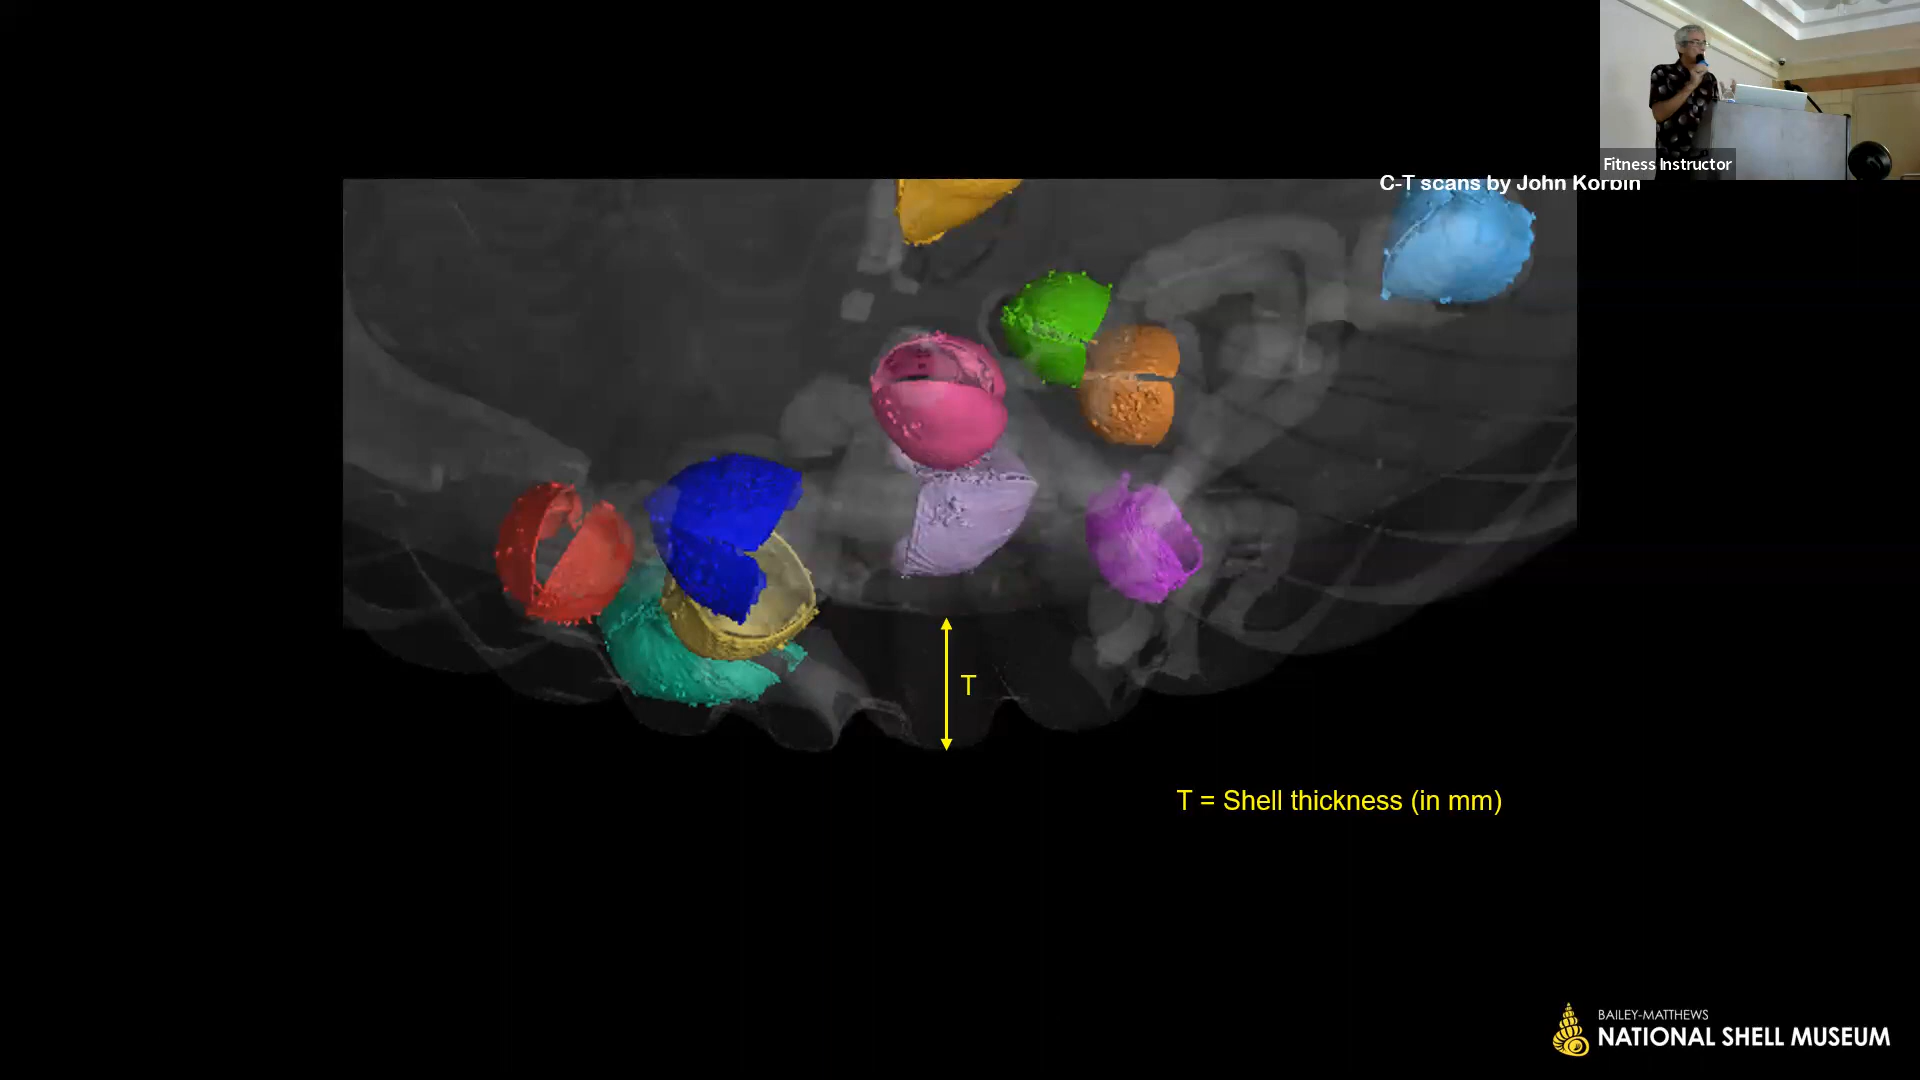 Fitness Instructor
C-T scans by John Korbin
T
T = Shell thickness (in mm)
BAILEY-MATTHEWS
NATIONAL SHELL MUSEUM